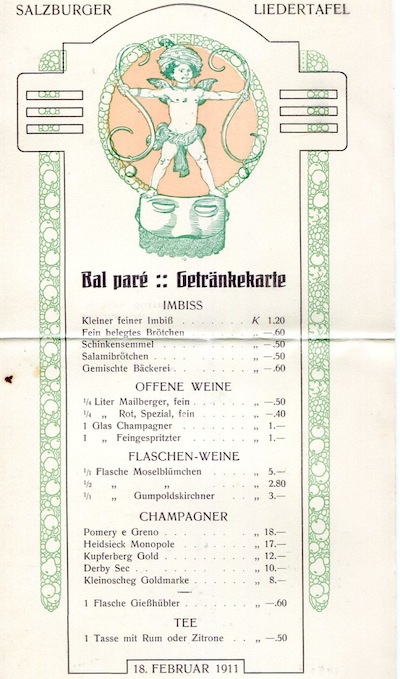 SALZBURGER LIEDERTAFEL
Bal paré :: Getränkekarte
IMBISS
Kleiner feiner Imbiß . . . . . . . K 1.20
Fein belegtes Brötchen . . . . . . . „ —.60
Schinkensemmel . . . . . . . . „ —.50
Salamibrötchen . . . . . . . . „ —.50
Gemischte Bäckerei . . . . . . . . „ —.60
OFFENE WEINE
¼ Liter Mailberger, fein . . . . . . „ —.50
¼ „ Rot, Spezial, fein . . . . . . „ —.40
1 Glas Champagner . . . . . . . „ 1.—
1 „ Feingespritzter . . . . . . „ 1.—
FLASCHEN-WEINE
1/1 Flasche Moselblümchen . . . . . „ 5.—
1/2 „ „ . . . . . „ 2.80
1/1 „ Gumpoldskirchner . . . . „ 3.—
CHAMPAGNER
Pomery e Greno . . . . . . . . „ 18.—
Heidsieck Monopole . . . . . . . „ 17.—
Kupferberg Gold . . . . . . . . „ 12.—
Derby Sec . . . . . . . . . . „ 10.—
Kleinoscheg Goldmarke . . . . . . „ 8.—
1 Flasche Gießhübler . . . . . . . „ —.60
TEE
1 Tasse mit Rum oder Zitrone . . . „ —.50
18. FEBRUAR 1911